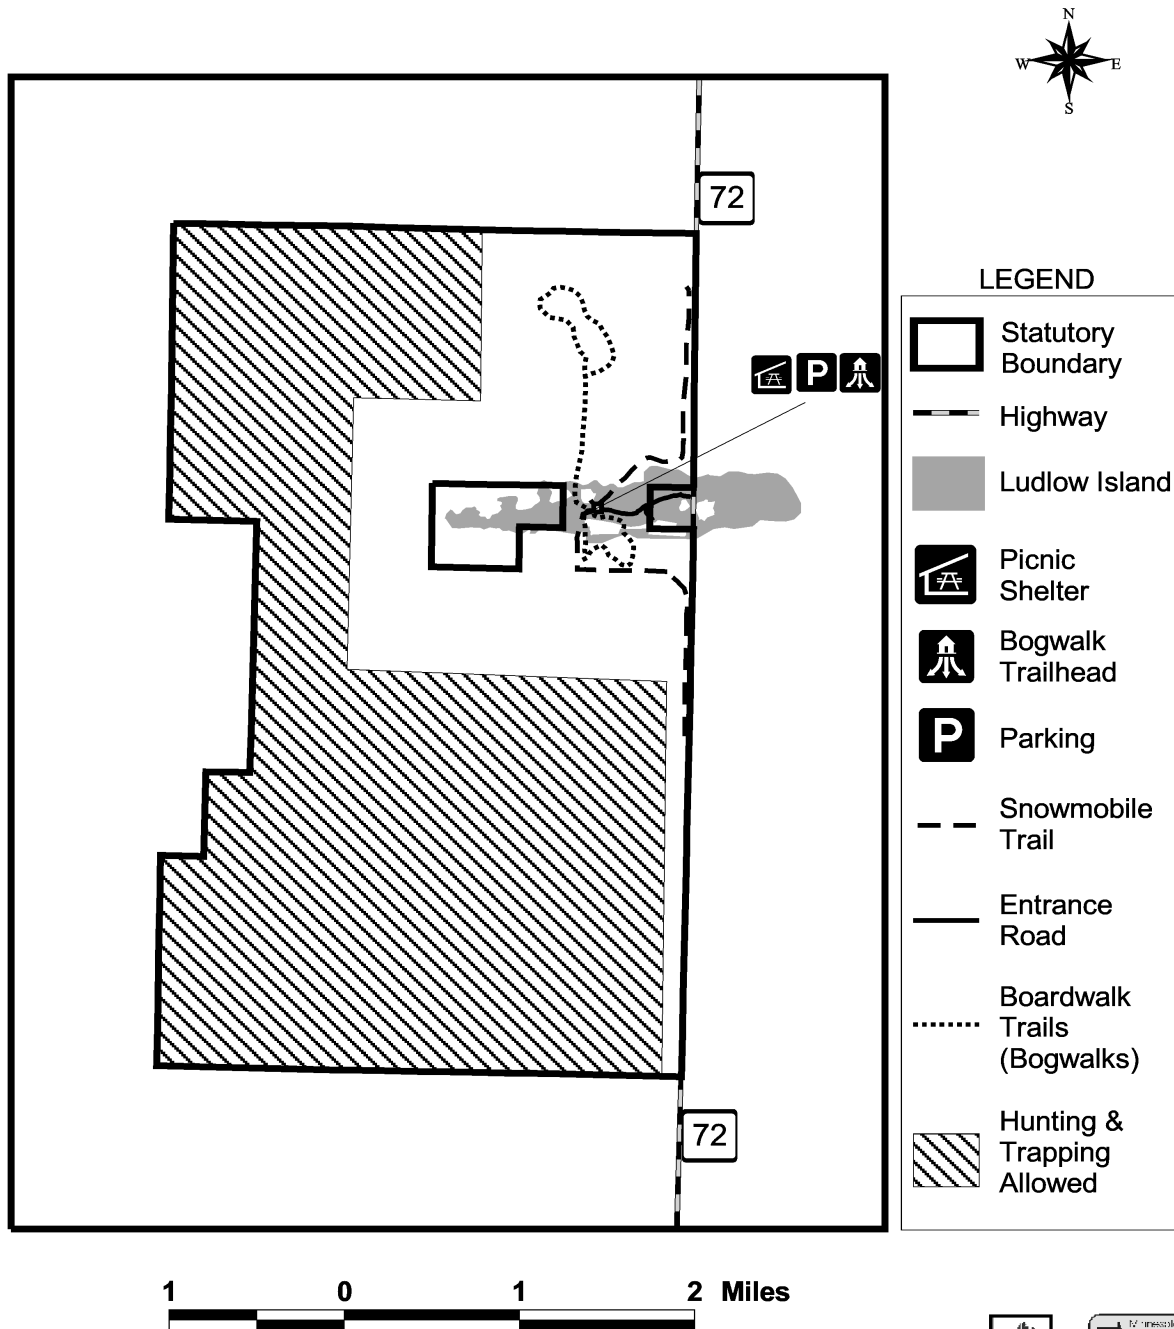 N
W E
S
72
P
LEGEND
Statutory
Boundary
Highway
Ludlow Island
Picnic
Shelter
Bogwalk
Trailhead
P
Parking
Snowmobile
Trail
Entrance
Road
Boardwalk
Trails
(Bogwalks)
Hunting &
Trapping
Allowed
72
1 0 1 2 Miles